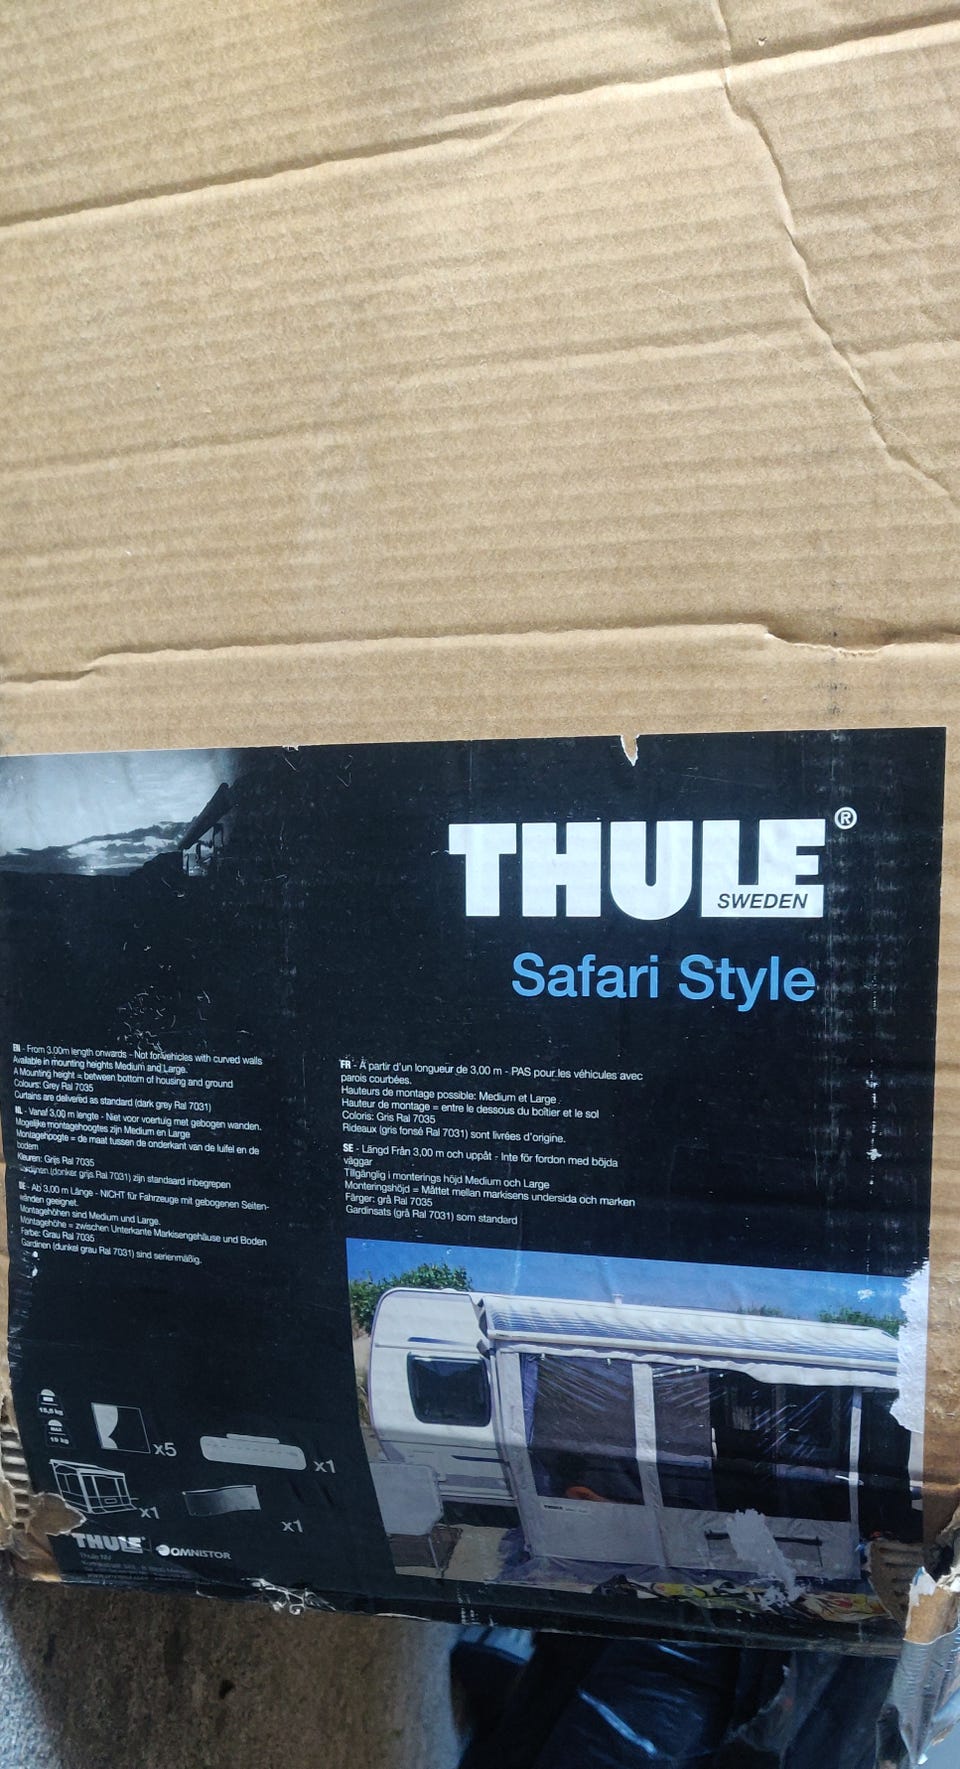 THULE®
SWEDEN
Safari Style
EN - From 3.00m length onwards - Not for vehicles with curved walls
Available in mounting heights Medium and Large.
A Mounting height = between bottom of housing and ground
Colours: Grey Ral 7035
Curtains are delivered as standard (dark grey Ral 7031)
NL - Vanaf 3,00 m lengte - Niet voor voertuig met gebogen wanden.
Mogelijke montagehoogtes zijn Medium en Large
Montagehoogte = de maat tussen de onderkant van de luifel en de
bodem
Kleuren: Grijs Ral 7035
Gordijnen (donker grijs Ral 7031) zijn standaard inbegrepen
DE - Ab 3,00 m Länge - NICHT für Fahrzeuge mit gebogenen Seiten-
wänden geeignet.
Montagehöhen sind Medium und Large.
Montagehöhe = zwischen Unterkante Markisengehäuse und Boden
Farbe: Grau Ral 7035
Gardinen (dunkel grau Ral 7031) sind serienmäßig.
FR - À partir d'un longueur de 3,00 m - PAS pour les véhicules avec
parois courbées.
Hauteurs de montage possible: Medium et Large
Hauteur de montage = entre le dessous du boîtier et le sol
Coloris: Gris Ral 7035
Rideaux (gris fonsé Ral 7031) sont livrées d'origine.
SE - Längd Från 3,00 m och uppåt - Inte för fordon med böjda
väggar
Tillgänglig i monterings höjd Medium och Large
Monteringshöjd = Måttet mellan markisens undersida och marken
Färger: grå Ral 7035
Gardinsats (grå Ral 7031) som standard
15,5 kg
MAX
19 kg
x5
x1
x1
x1
THULE
OMNISTOR
Thule NV
THULE